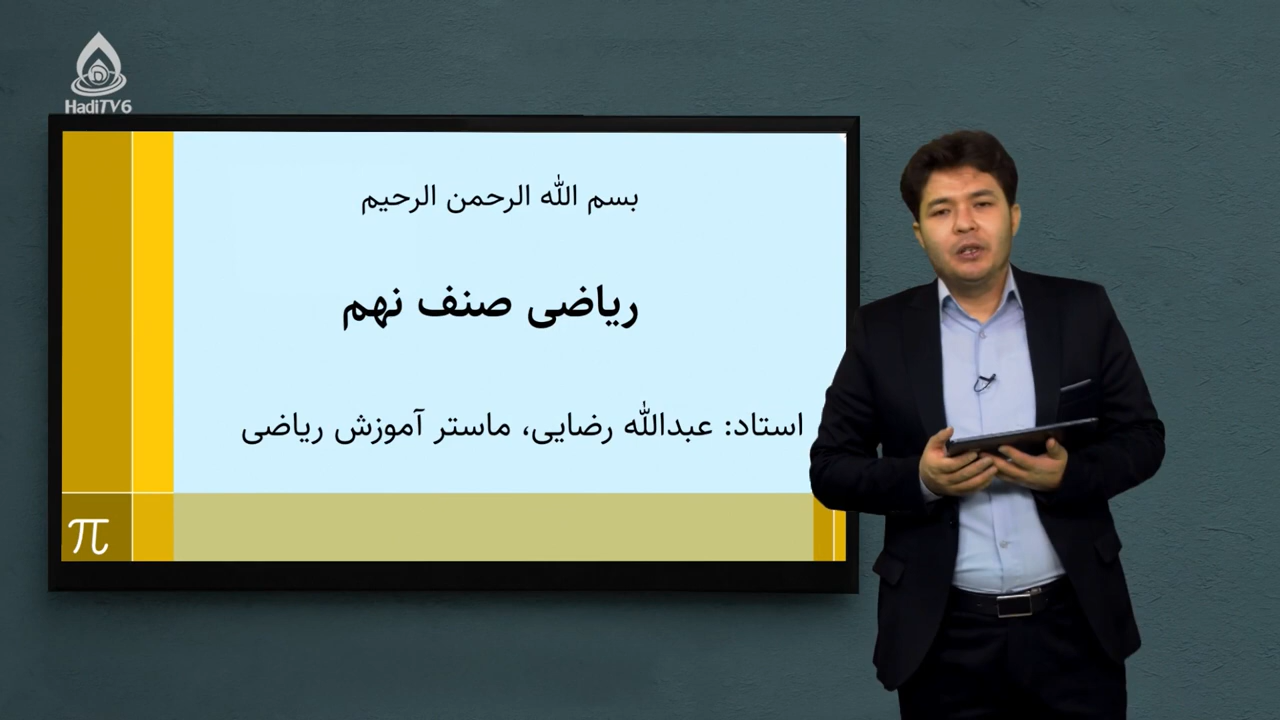 HadiTV6
بسم الله الرحمن الرحیم
ریاضی صنف نهم
استاد: عبدالله رضایی، ماستر آموزش ریاضی
π